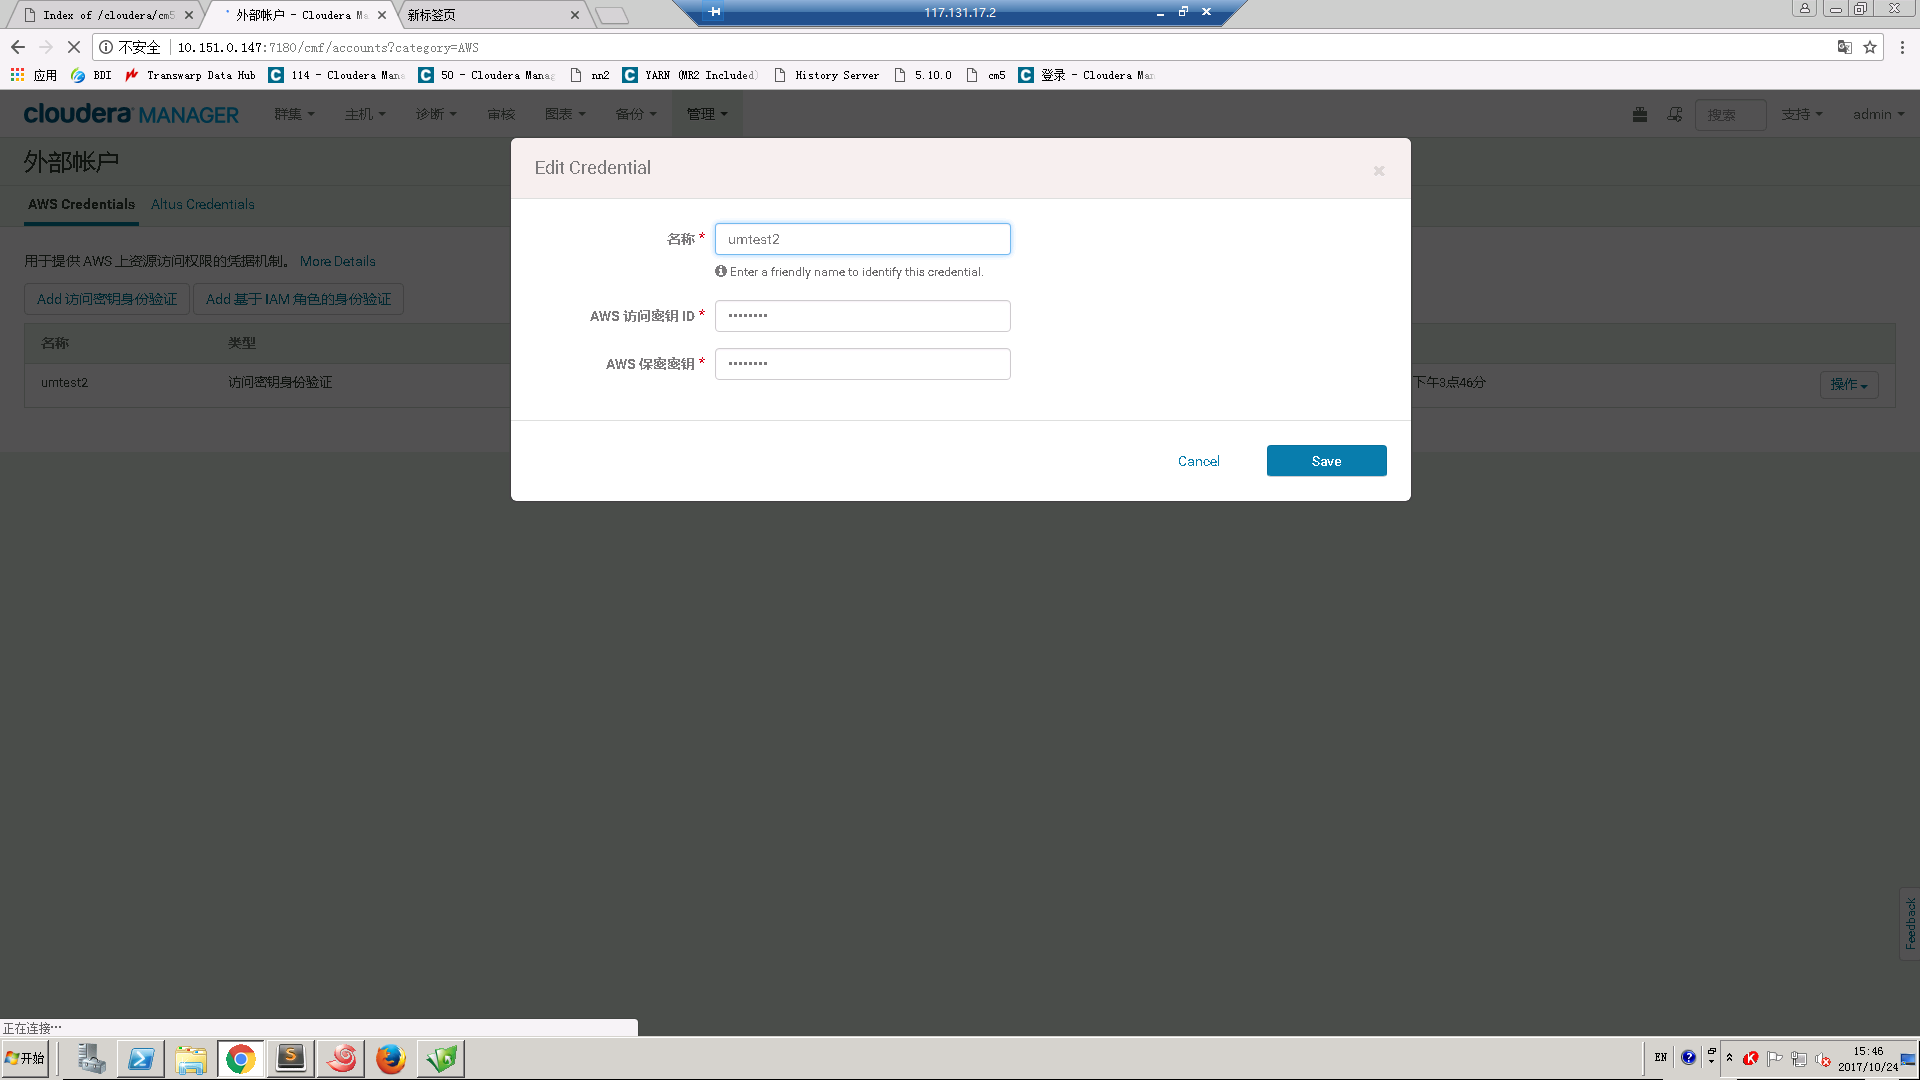 Index of /cloudera/cm5
外部帐户 - Cloudera Ma
新标签页
117.131.17.2
不安全 10.151.0.147:7180/cmf/accounts?category=AWS
应用 BDI Transwarp Data Hub 114 - Cloudera Mana 50 - Cloudera Manag nn2 YARN (MR2 Included) History Server 5.10.0 cm5 登录 - Cloudera Man
cloudera MANAGER 群集 主机 诊断 审核 图表 备份 管理 搜索 支持 admin
外部帐户
AWS Credentials Altus Credentials
用于提供 AWS 上资源访问权限的凭据机制。 More Details
Add 访问密钥身份验证 Add 基于 IAM 角色的身份验证
名称 类型
umtest2 访问密钥身份验证 下午3点46分 操作
Edit Credential
名称 * umtest2
Enter a friendly name to identify this credential.
AWS 访问密钥 ID * ••••••••
AWS 保密密钥 * ••••••••
Cancel Save
Feedback
正在连接…
开始
EN
15:46
2017/10/24